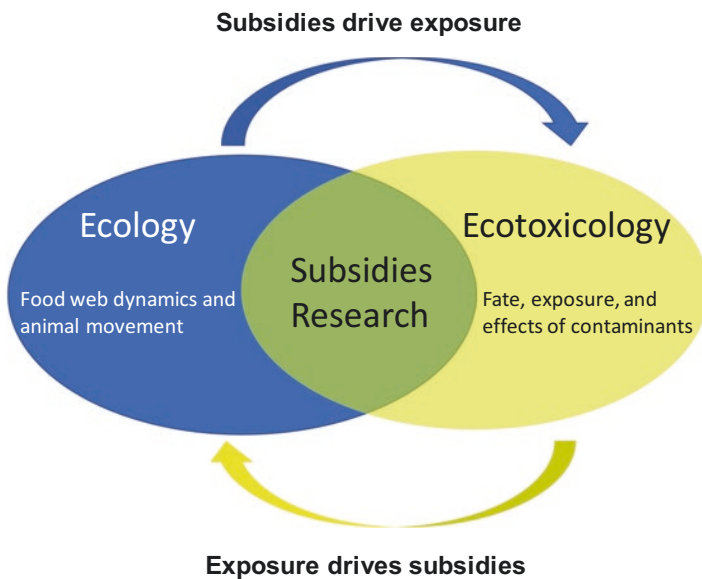 Subsidies drive exposure
Ecology
Food web dynamics and
animal movement
Subsidies
Research
Ecotoxicology
Fate, exposure, and
effects of contaminants
Exposure drives subsidies